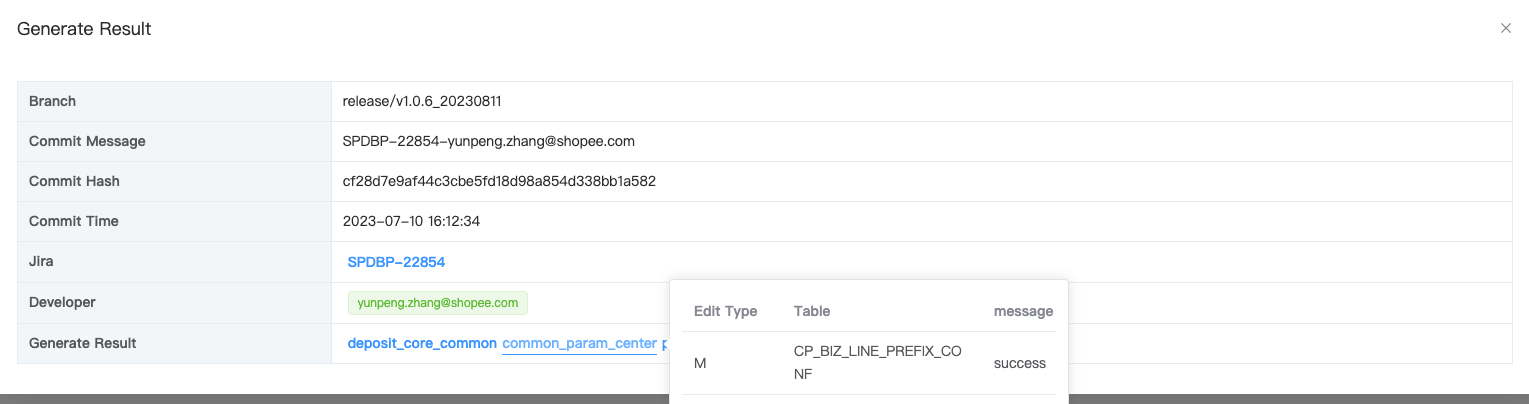 Generate Result
Branch
release/v1.0.6_20230811
Commit Message
SPDBP-22854-yunpeng.zhang@shopee.com
Commit Hash
cf28d7e9af44c3cbe5fd18d98a854d338bb1a582
Commit Time
2023-07-10 16:12:34
Jira
SPDBP-22854
Developer
yunpeng.zhang@shopee.com
Generate Result
deposit_core_common common_param_center
Edit Type Table message
M CP_BIZ_LINE_PREFIX_CO
NF success